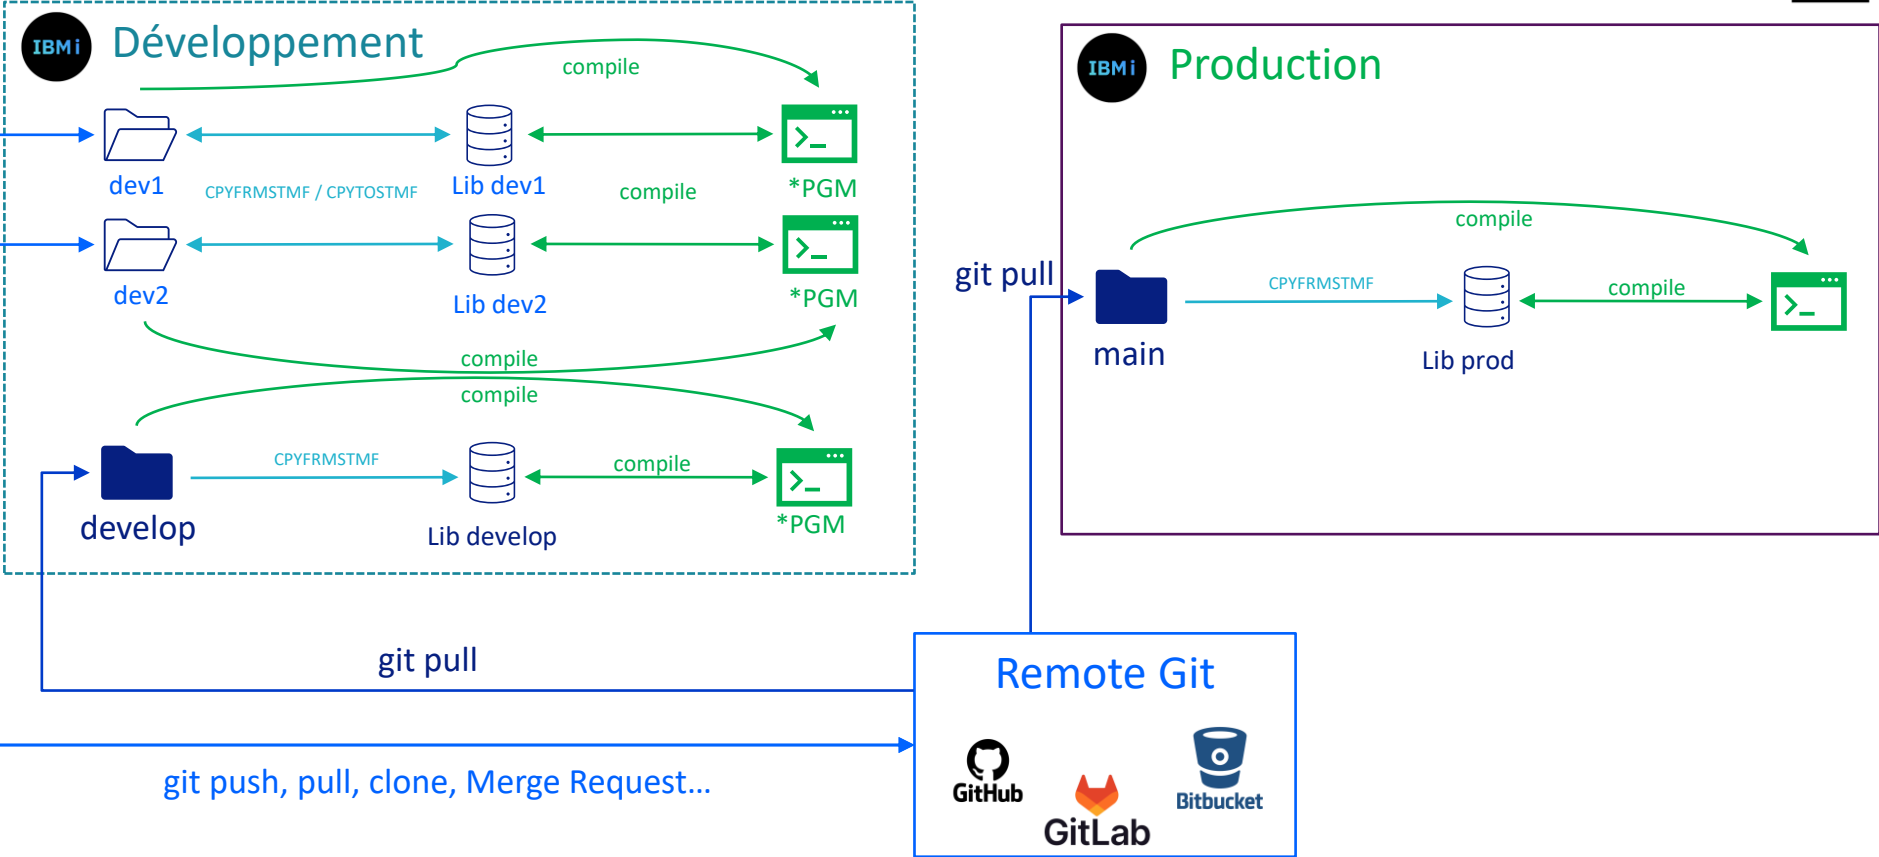 IBM i
Développement
compile
dev1
CPYFRMSTMF / CPYTOSTMF
Lib dev1
compile
*PGM
dev2
Lib dev2
*PGM
compile
compile
CPYFRMSTMF
compile
develop
Lib develop
*PGM
IBM i
Production
compile
git pull
CPYFRMSTMF
compile
main
Lib prod
git pull
Remote Git
GitHub
GitLab
Bitbucket
git push, pull, clone, Merge Request...